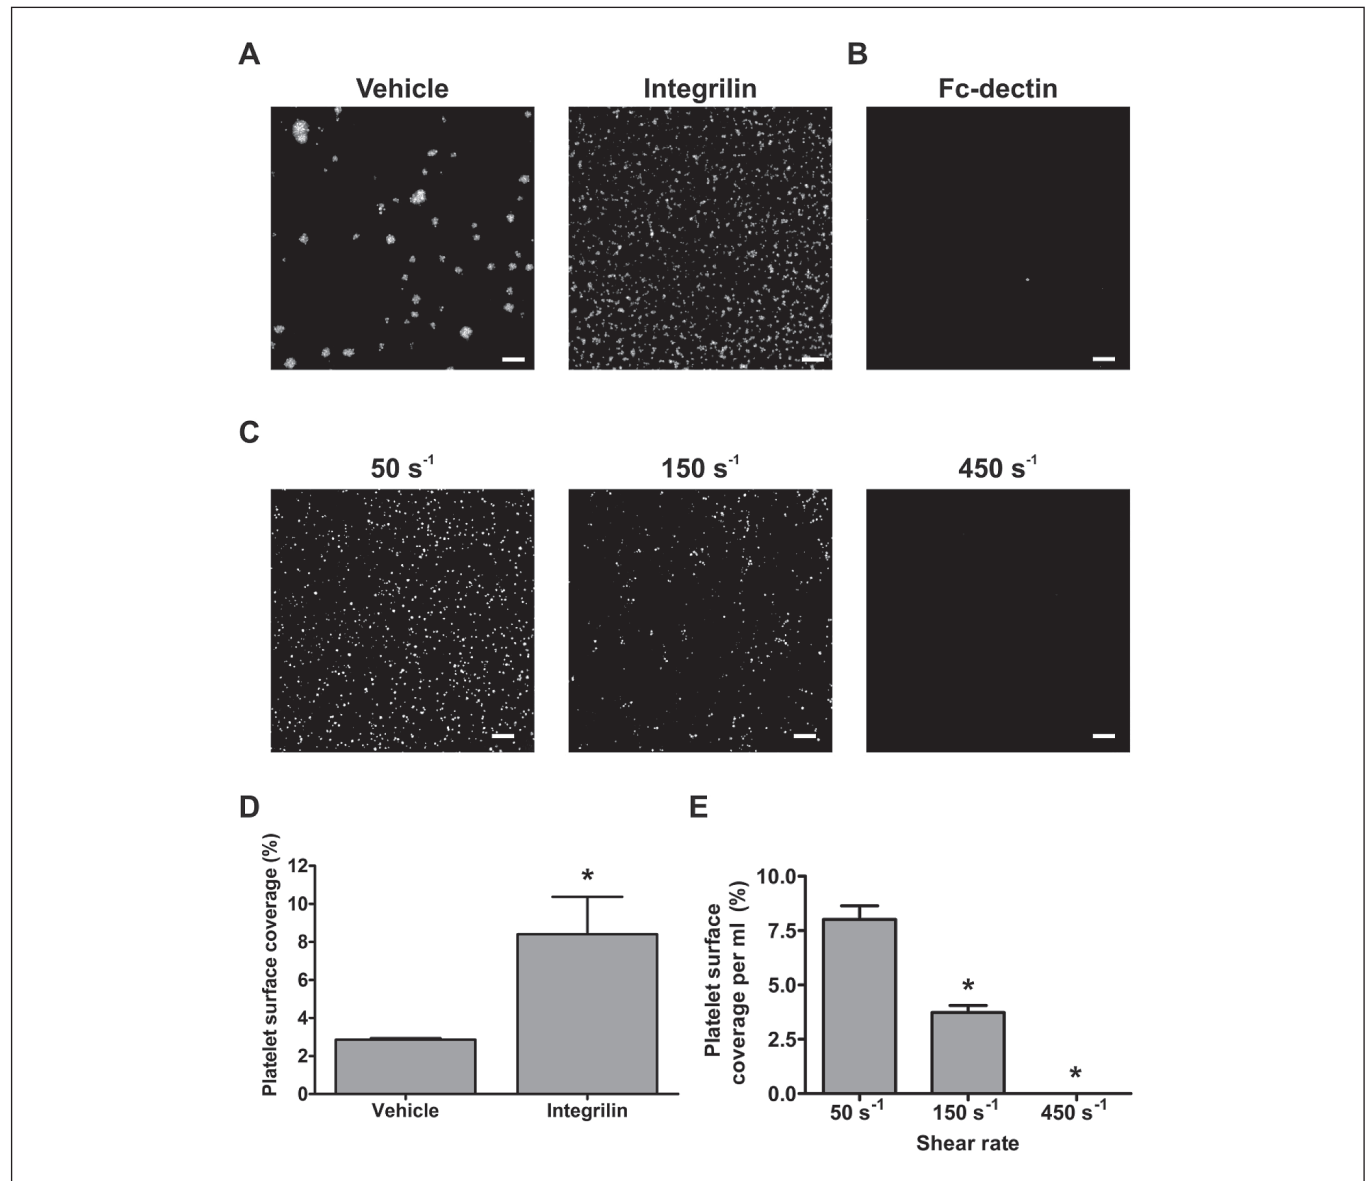 A
B
Vehicle
Integrilin
Fc-dectin
C
50 s-1
150 s-1
450 s-1
D
E
Platelet surface coverage (%)
12
10
8
6
4
2
0
*
Vehicle
Integrilin
Platelet surface
coverage per ml (%)
10.0
7.5
5.0
2.5
0.0
*
*
50 s-1
150 s-1
450 s-1
Shear rate